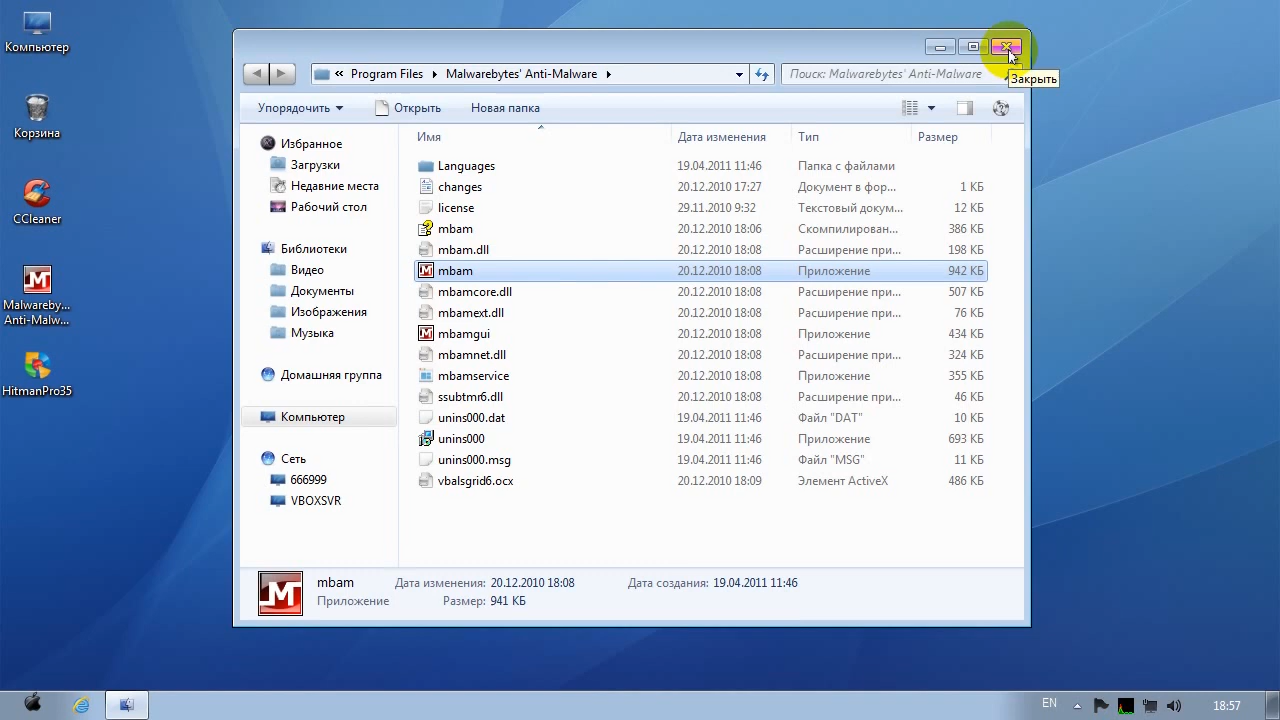 Компьютер
Корзина
CCleaner
Malwareby...
Anti-Malw...
HitmanPro35
« Program Files Malwarebytes' Anti-Malware
Поиск: Malwarebytes' Anti-Malware
Закрыть
Упорядочить Открыть Новая папка
Избранное
Загрузки
Недавние места
Рабочий стол
Библиотеки
Видео
Документы
Изображения
Музыка
Домашняя группа
Компьютер
Сеть
666999
VBOXSVR
Имя Дата изменения Тип Размер
Languages 19.04.2011 11:46 Папка с файлами
changes 20.12.2010 17:27 Документ в фор... 1 КБ
license 29.11.2010 9:32 Текстовый докум... 12 КБ
mbam 20.12.2010 18:06 Скомпилирован... 386 КБ
mbam.dll 20.12.2010 18:08 Расширение при... 198 КБ
mbam 20.12.2010 18:08 Приложение 942 КБ
mbamcore.dll 20.12.2010 18:08 Расширение при... 507 КБ
mbamext.dll 20.12.2010 18:08 Расширение при... 76 КБ
mbamgui 20.12.2010 18:08 Приложение 434 КБ
mbamnet.dll 20.12.2010 18:08 Расширение при... 324 КБ
mbamservice 20.12.2010 18:08 Приложение 355 КБ
ssubtmr6.dll 20.12.2010 18:08 Расширение при... 46 КБ
unins000.dat 19.04.2011 11:46 Файл "DAT" 10 КБ
unins000 19.04.2011 11:46 Приложение 693 КБ
unins000.msg 19.04.2011 11:46 Файл "MSG" 11 КБ
vbalsgrid6.ocx 20.12.2010 18:09 Элемент ActiveX 486 КБ
mbam Дата изменения: 20.12.2010 18:08 Дата создания: 19.04.2011 11:46
Приложение Размер: 941 КБ
EN 18:57